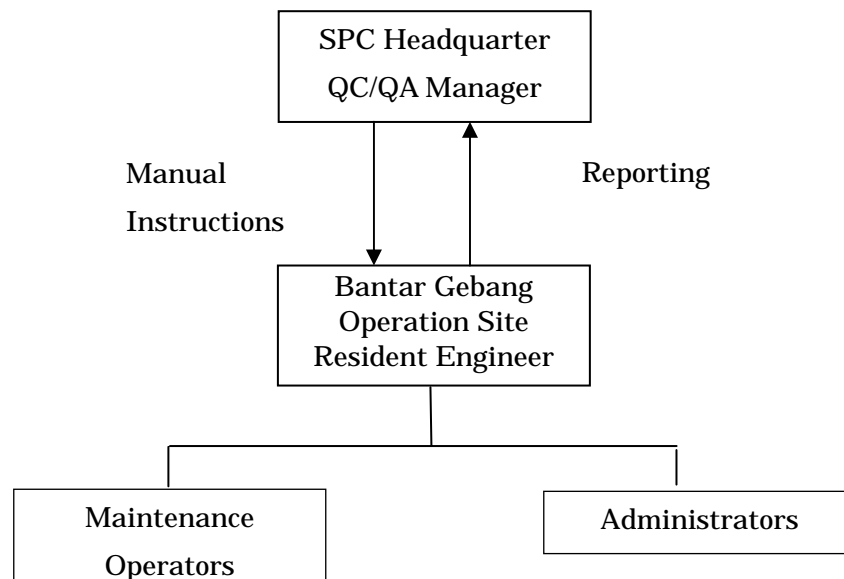 SPC Headquarter
QC/QA Manager
Manual
Instructions
Reporting
Bantar Gebang
Operation Site
Resident Engineer
Maintenance
Operators
Administrators